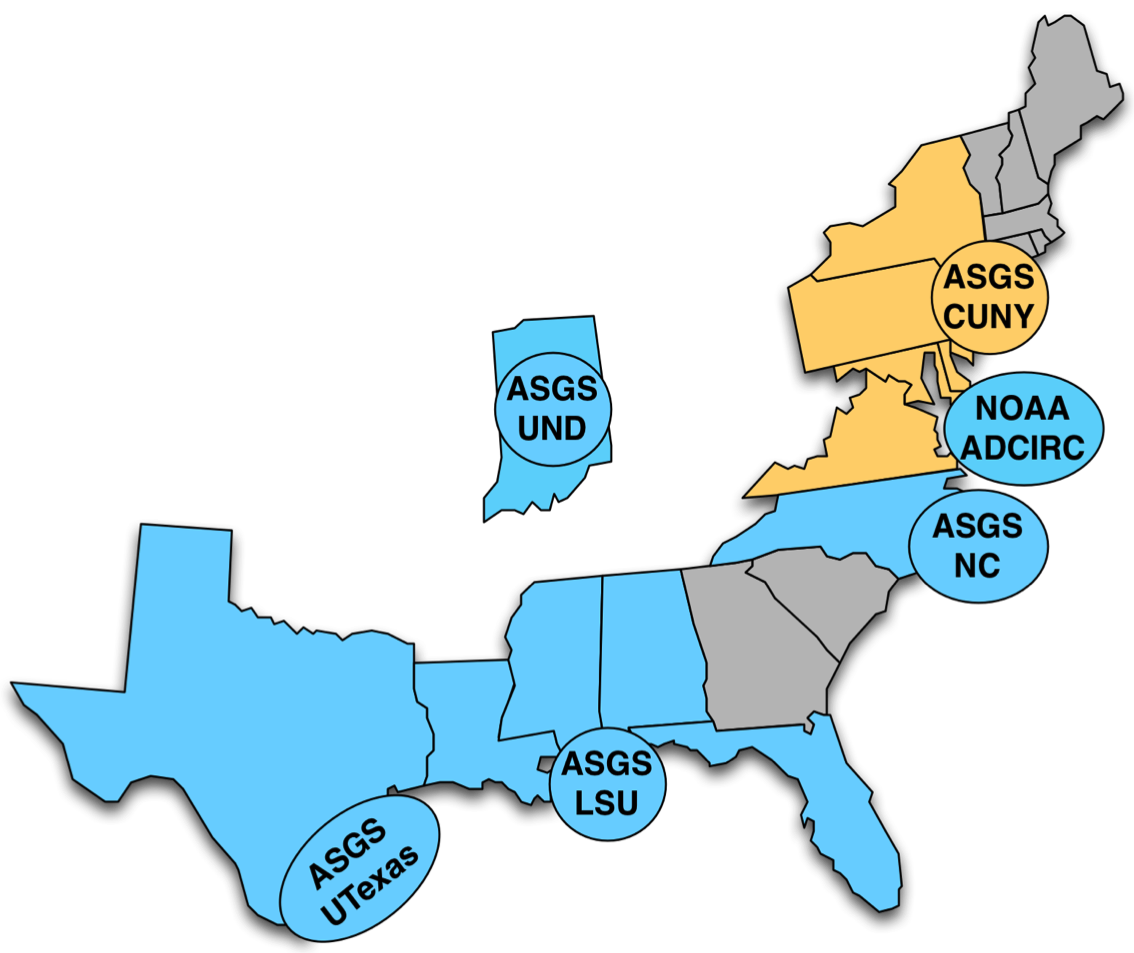 ASGS
CUNY
ASGS
UND
NOAA
ADCIRC
ASGS
NC
ASGS
LSU
ASGS
UTexas